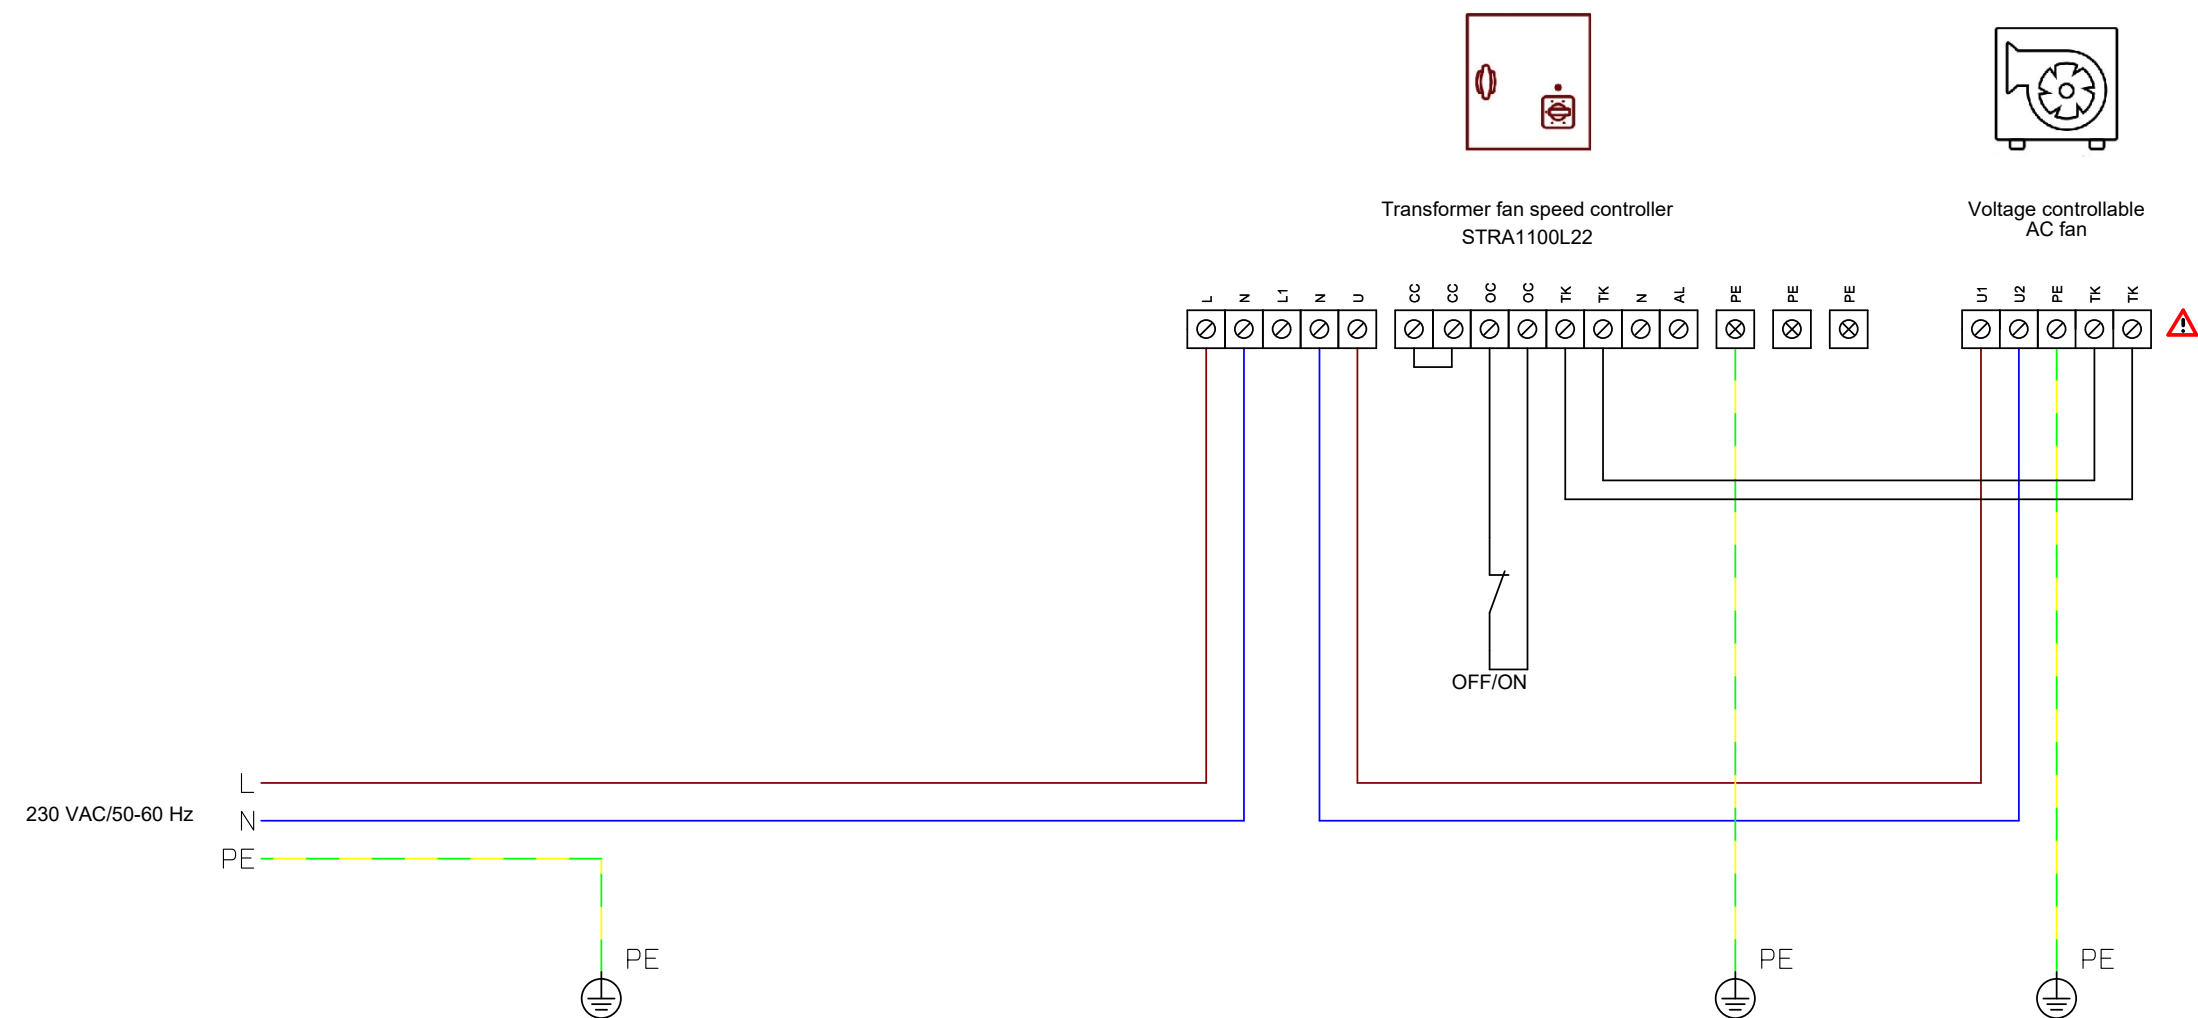 Transformer fan speed controller
STRA1100L22
Voltage controllable
AC fan
L
N
L1
N
U
CC
CC
OC
OC
TK
TK
N
AL
PE
PE
PE
U1
U2
PE
TK
TK
OFF/ON
L
230 VAC/50-60 Hz
N
PE
PE
PE
PE